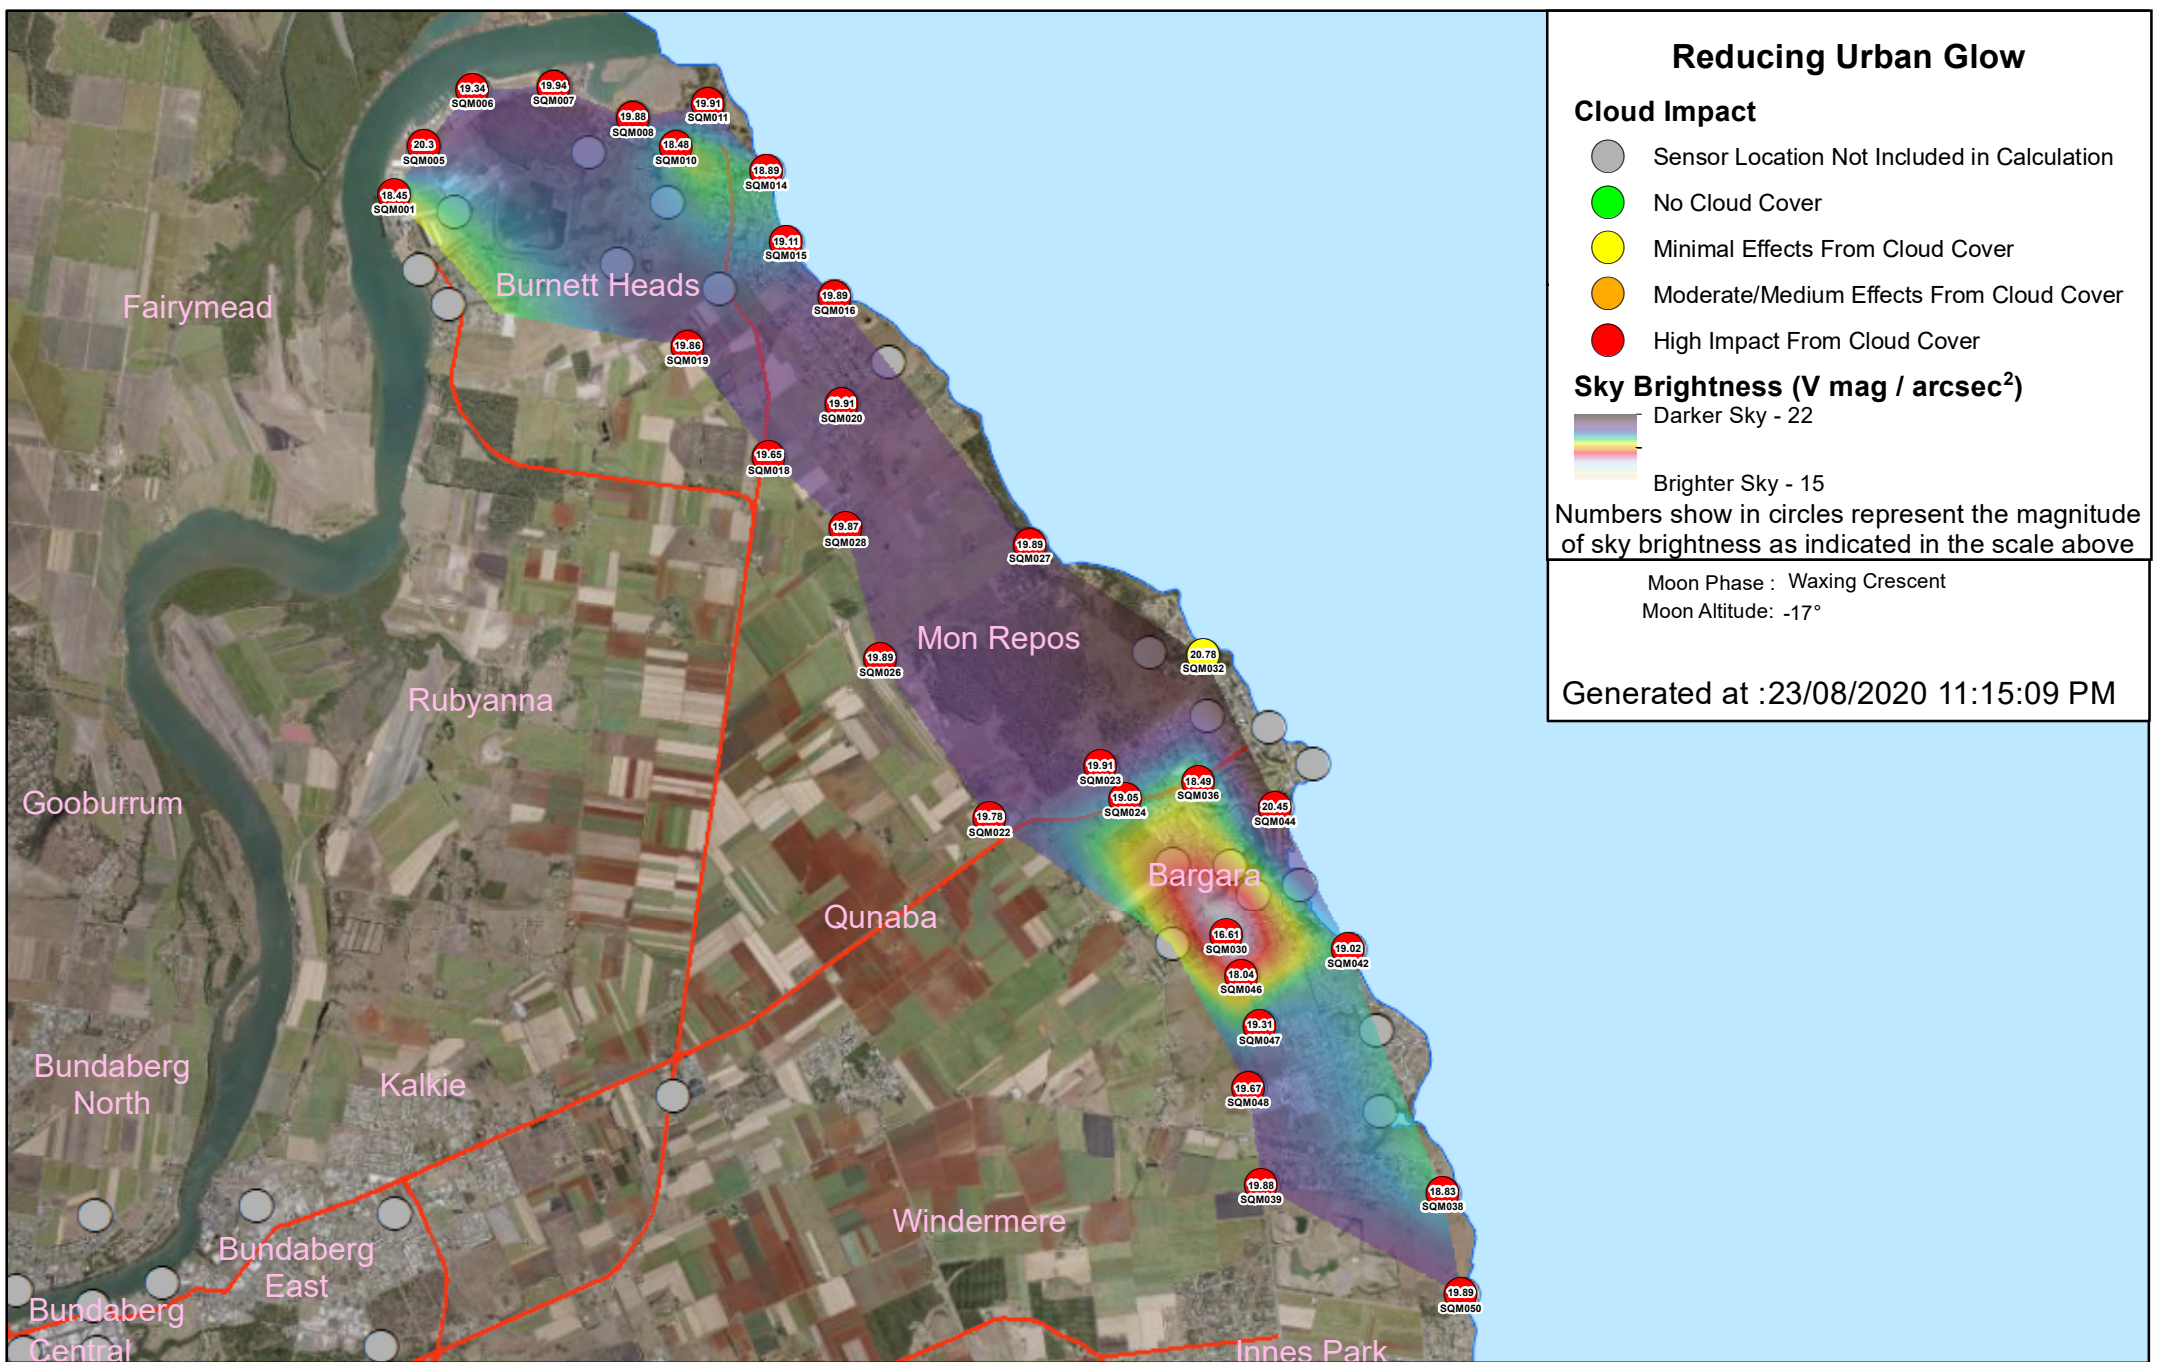 Reducing Urban Glow
Cloud Impact
Sensor Location Not Included in Calculation
No Cloud Cover
Minimal Effects From Cloud Cover
Moderate/Medium Effects From Cloud Cover
High Impact From Cloud Cover
Sky Brightness (V mag / arcsec²)
Darker Sky - 22
Brighter Sky - 15
Numbers show in circles represent the magnitude
of sky brightness as indicated in the scale above
Moon Phase : Waxing Crescent
Moon Altitude: -17°
Generated at :23/08/2020 11:15:09 PM
19.34
SQM006
19.94
SQM007
19.88
SQM008
19.91
SQM011
20.3
SQM005
18.48
SQM010
18.89
SQM014
18.45
SQM001
19.11
SQM015
Burnett Heads
19.89
SQM016
Fairymead
19.86
SQM019
19.91
SQM020
19.65
SQM018
19.87
SQM028
19.89
SQM027
Mon Repos
20.78
SQM032
19.89
SQM026
Rubyanna
19.91
SQM023
18.49
SQM036
19.05
SQM024
20.45
SQM044
19.78
SQM022
Gooburrum
Bargara
Qunaba
16.61
SQM030
19.02
SQM042
18.04
SQM046
19.31
SQM047
Bundaberg
North
Kalkie
19.67
SQM048
19.88
SQM039
18.83
SQM038
Windermere
Bundaberg
East
19.89
SQM050
Bundaberg
Central
Innes Park